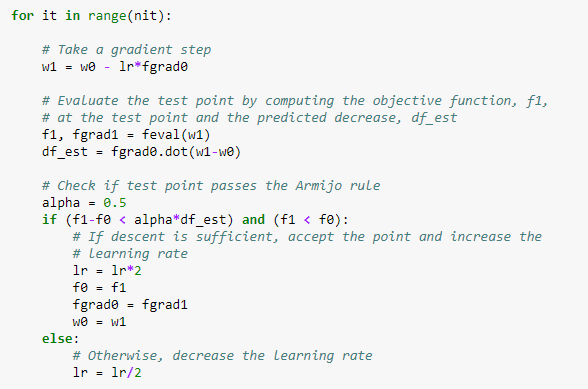 for it in range(nit):
# Take a gradient step
w1 = w0 - lr*fgrad0
# Evaluate the test point by computing the objective function, f1,
# at the test point and the predicted decrease, df_est
f1, fgrad1 = feval(w1)
df_est = fgrad0.dot(w1-w0)
# Check if test point passes the Armijo rule
alpha = 0.5
if (f1-f0 < alpha*df_est) and (f1 < f0):
# If descent is sufficient, accept the point and increase the
# learning rate
lr = lr*2
f0 = f1
fgrad0 = fgrad1
w0 = w1
else:
# Otherwise, decrease the learning rate
lr = lr/2